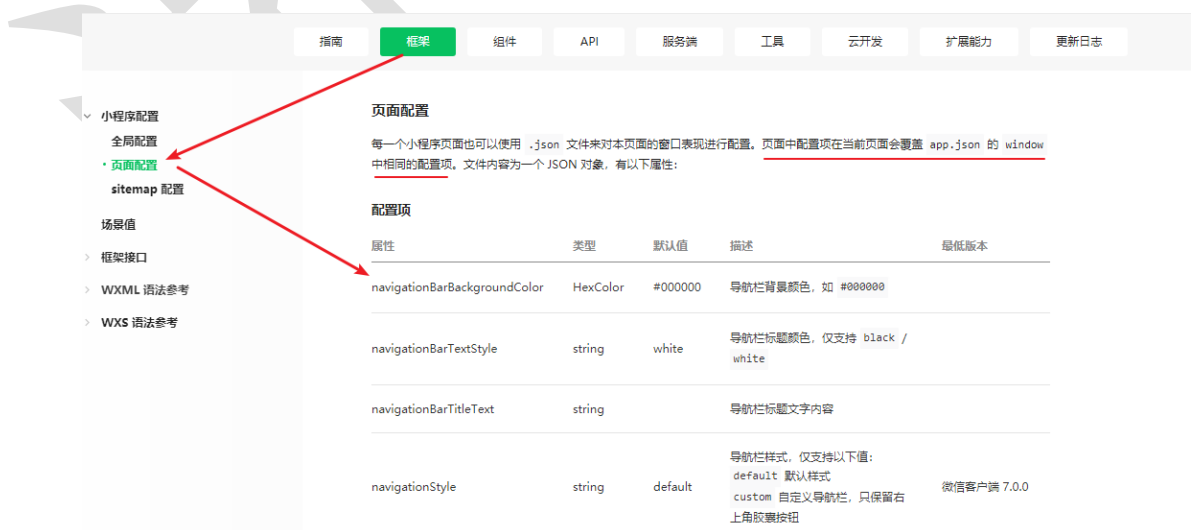 指南 框架 组件 API 服务端 工具 云开发 扩展能力 更新日志
小程序配置
全局配置
页面配置
sitemap 配置
场景值
框架接口
WXML 语法参考
WXS 语法参考
页面配置
每一个小程序页面也可以使用 .json 文件来对本页面的窗口表现进行配置。页面中配置项在当前页面会覆盖 app.json 的 window
中相同的配置项。文件内容为一个 JSON 对象，有以下属性：
配置项
属性 类型 默认值 描述 最低版本
navigationBarBackgroundColor HexColor #000000 导航栏背景颜色，如 #000000
navigationBarTextStyle string white 导航栏标题颜色，仅支持 black /
white
navigationBarTitleText string 导航栏标题文字内容
导航栏样式，仅支持以下值：
default 默认样式
navigationStyle string default custom 自定义导航栏，只保留右 微信客户端 7.0.0
上角胶囊按钮